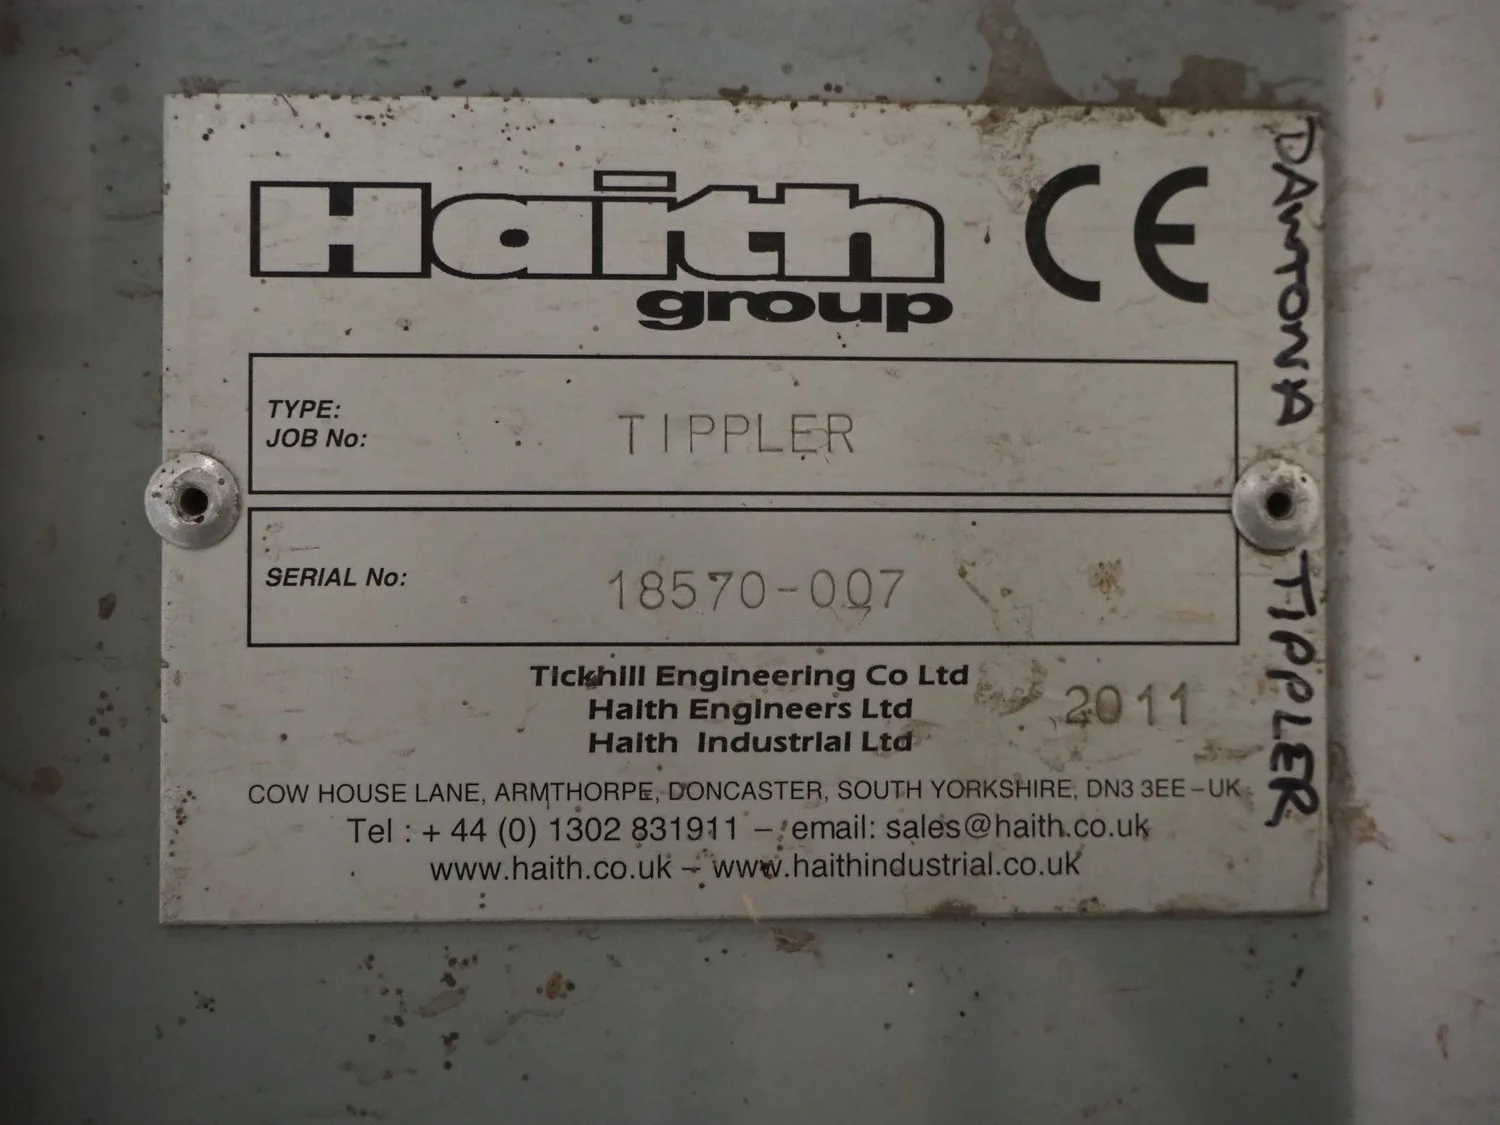 Haith
group
CE
TYPE:
JOB No:
TIPPLER
SERIAL No:
18570-007
Tickhill Engineering Co Ltd
Haith Engineers Ltd
Haith Industrial Ltd
2011
COW HOUSE LANE, ARMTHORPE, DONCASTER, SOUTH YORKSHIRE, DN3 3EE – UK
Tel : + 44 (0) 1302 831911 – email: sales@haith.co.uk
www.haith.co.uk – www.haithindustrial.co.uk
DAWTONA TIPPLER